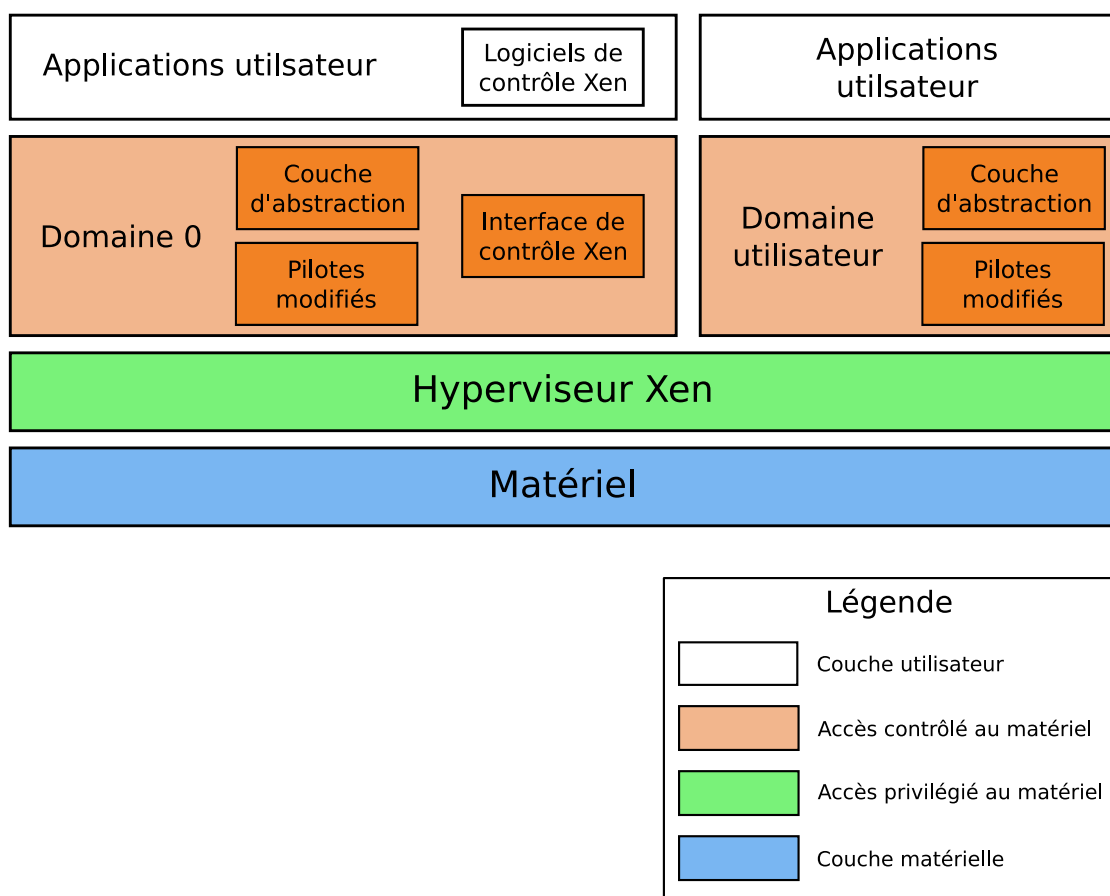 Applications utilsateur
Logiciels de
contrôle Xen
Applications
utilsateur
Domaine 0
Couche
d'abstraction
Pilotes
modifiés
Interface de
contrôle Xen
Domaine
utilisateur
Couche
d'abstraction
Pilotes
modifiés
Hyperviseur Xen
Matériel
Légende
Couche utilisateur
Accès contrôlé au matériel
Accès privilégié au matériel
Couche matérielle